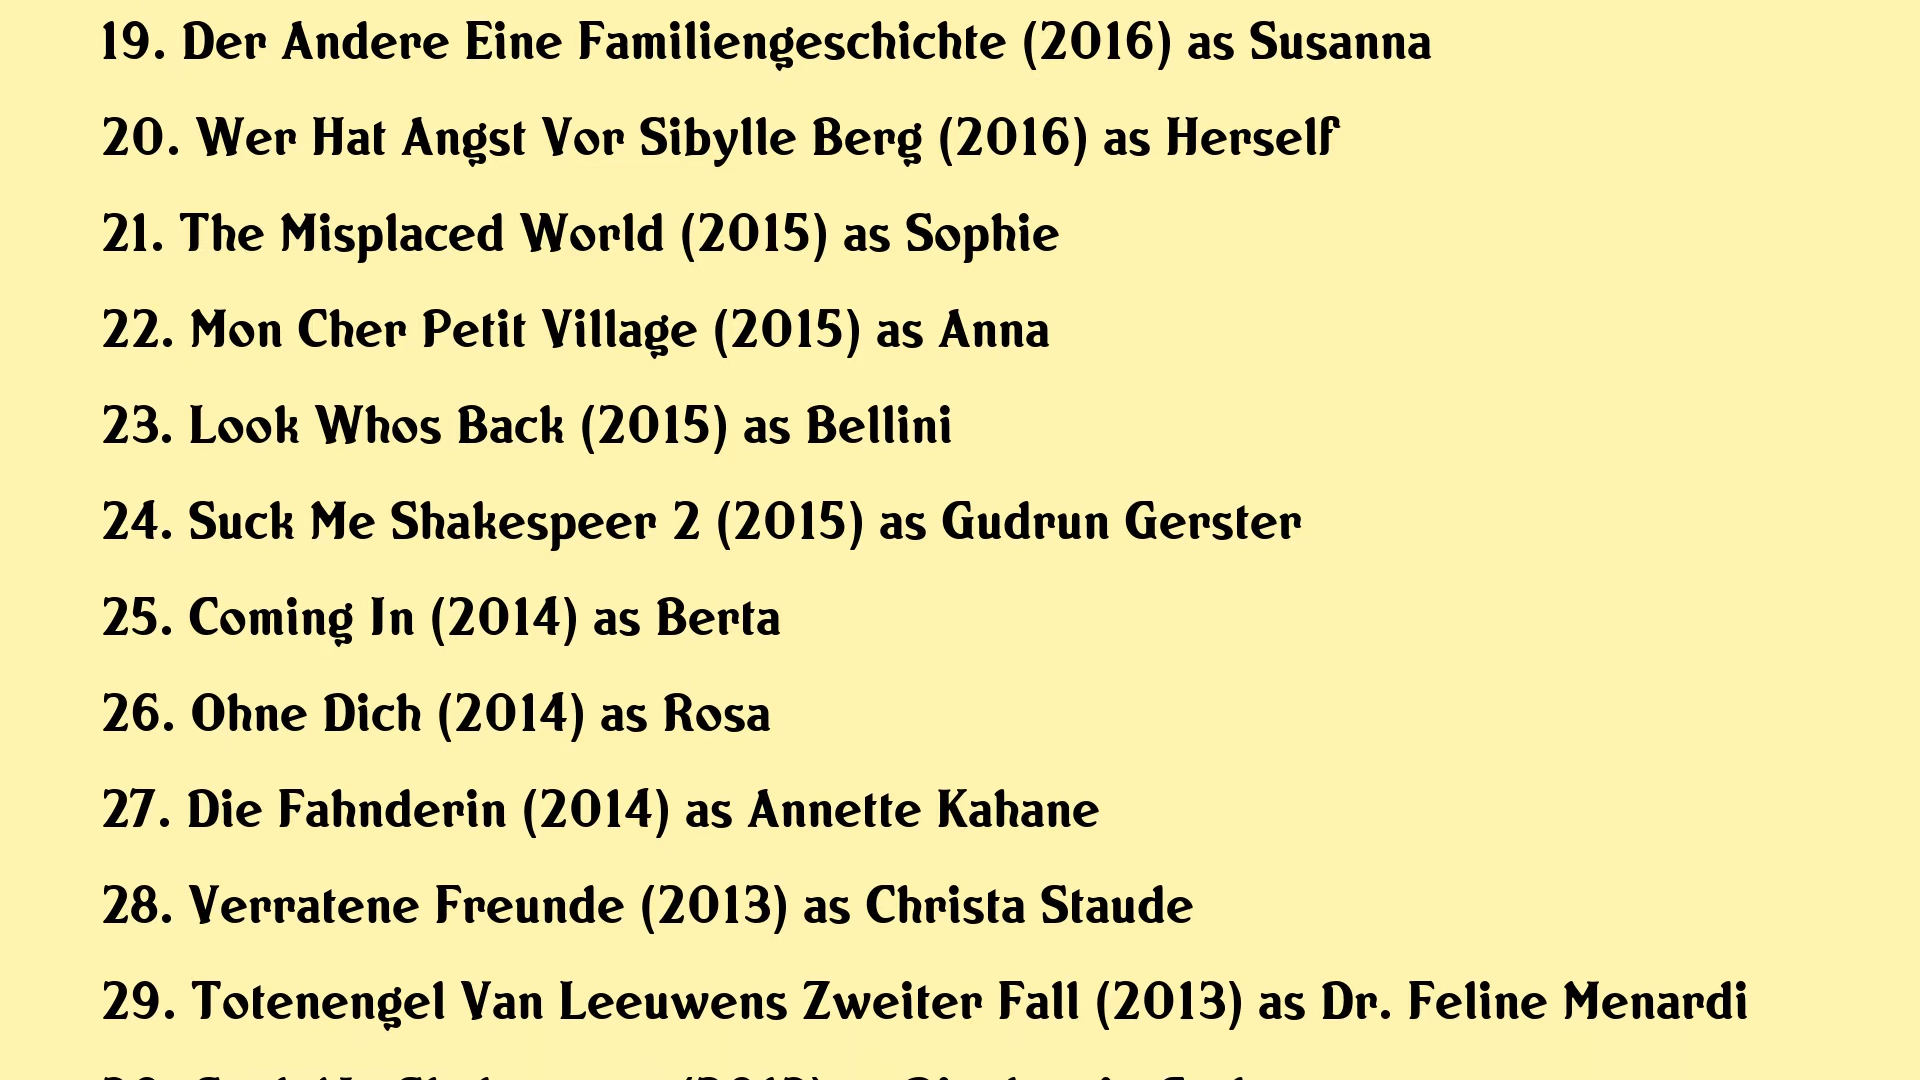 19. Der Andere Eine Familiengeschichte (2016) as Susanna
20. Wer Hat Angst Vor Sibylle Berg (2016) as Herself
21. The Misplaced World (2015) as Sophie
22. Mon Cher Petit Village (2015) as Anna
23. Look Whos Back (2015) as Bellini
24. Suck Me Shakespeer 2 (2015) as Gudrun Gerster
25. Coming In (2014) as Berta
26. Ohne Dich (2014) as Rosa
27. Die Fahnderin (2014) as Annette Kahane
28. Verratene Freunde (2013) as Christa Staude
29. Totenengel Van Leeuwens Zweiter Fall (2013) as Dr. Feline Menardi